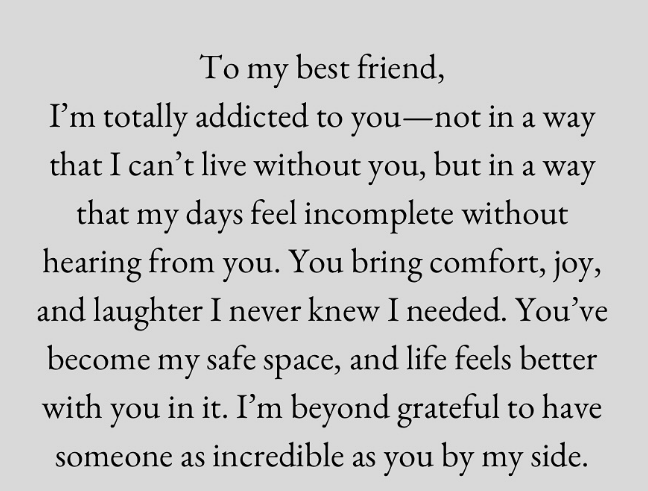 To my best friend,
I’m totally addicted to you—not in a way
that I can’t live without you, but in a way
that my days feel incomplete without
hearing from you. You bring comfort, joy,
and laughter I never knew I needed. You’ve
become my safe space, and life feels better
with you in it. I’m beyond grateful to have
someone as incredible as you by my side.